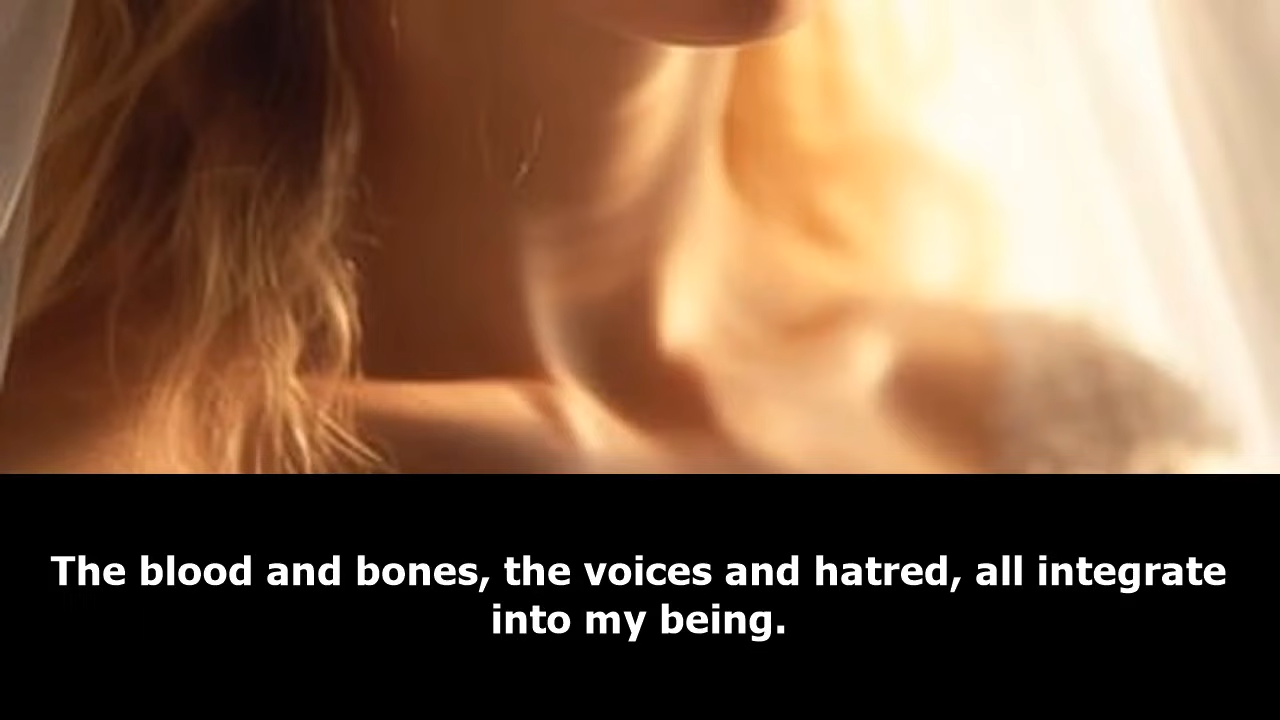 The blood and bones, the voices and hatred, all integrate
into my being.